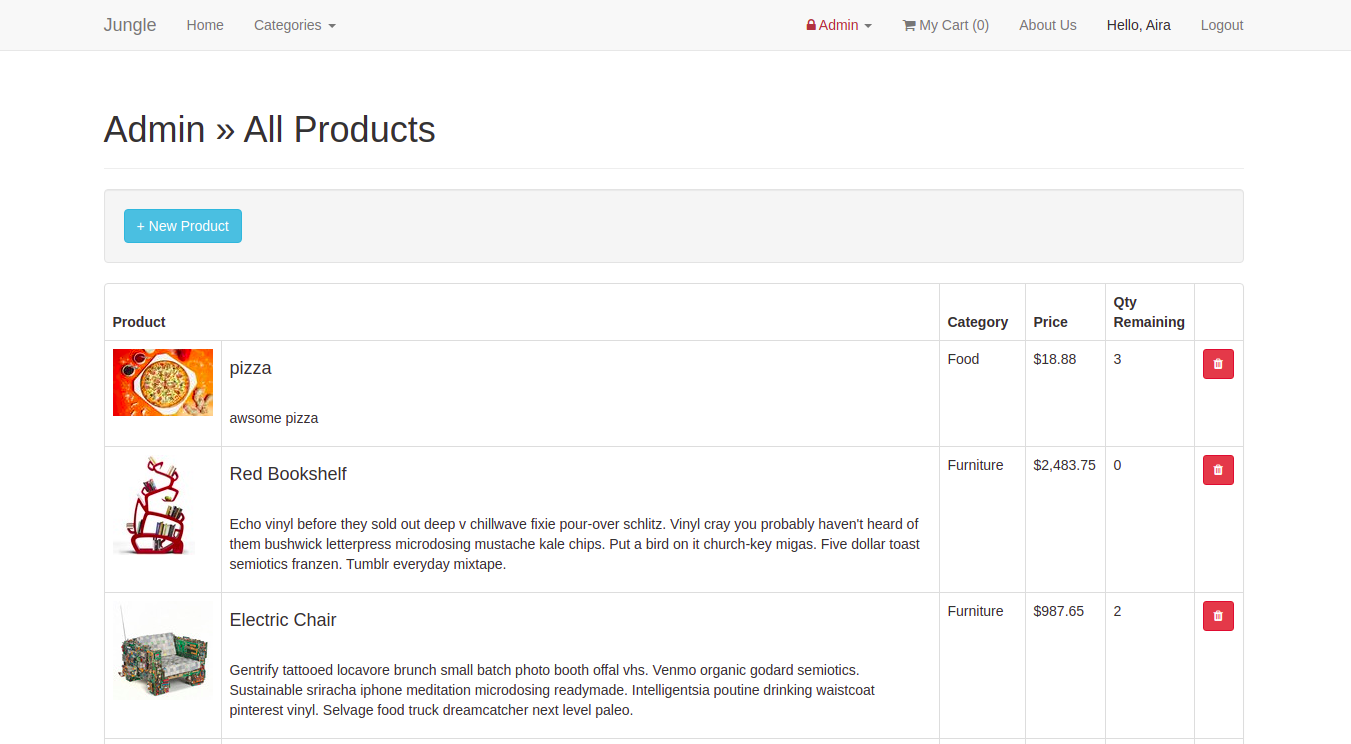 Jungle Home Categories Admin My Cart (0) About Us Hello, Aira Logout
Admin » All Products
+ New Product
Product Category Price Qty Remaining
pizza Food $18.88 3
awsome pizza
Red Bookshelf Furniture $2,483.75 0
Echo vinyl before they sold out deep v chillwave fixie pour-over schlitz. Vinyl cray you probably haven't heard of
them bushwick letterpress microdosing mustache kale chips. Put a bird on it church-key migas. Five dollar toast
semiotics franzen. Tumblr everyday mixtape.
Electric Chair Furniture $987.65 2
Gentrify tattooed locavore brunch small batch photo booth offal vhs. Venmo organic godard semiotics.
Sustainable sriracha iphone meditation microdosing readymade. Intelligentsia poutine drinking waistcoat
pinterest vinyl. Selvage food truck dreamcatcher next level paleo.